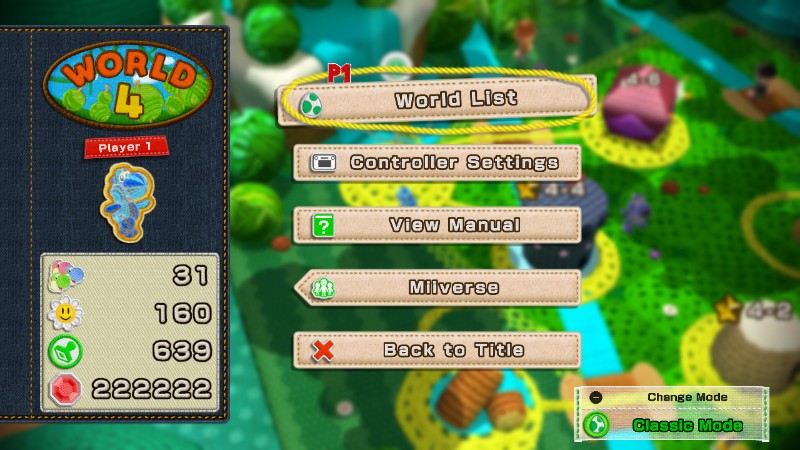 WORLD
4
Player 1
31
160
639
222222
P1
World List
Controller Settings
View Manual
Miiverse
Back to Title
4-6
4-4
4-2
Change Mode
Classic Mode